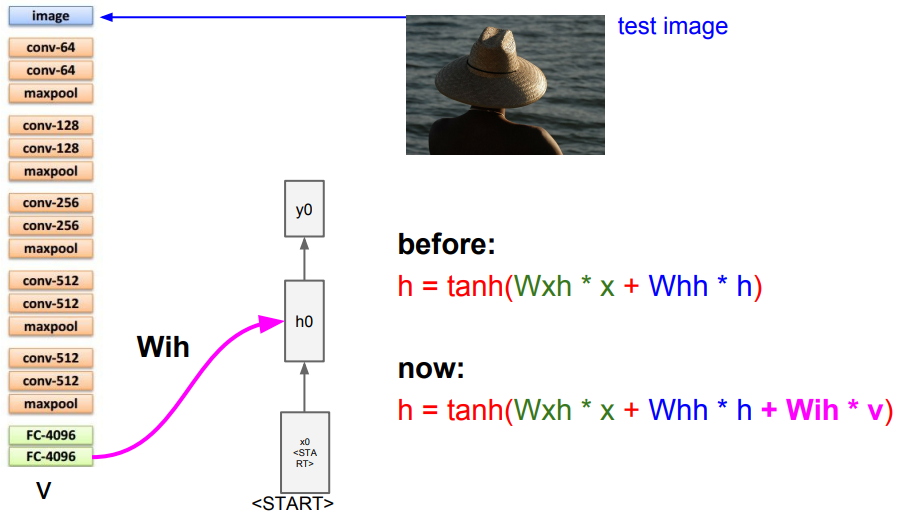 image
test image
conv-64
conv-64
maxpool
conv-128
conv-128
maxpool
conv-256
conv-256
maxpool
conv-512
conv-512
maxpool
conv-512
conv-512
maxpool
FC-4096
FC-4096
V
Wih
y0
h0
x0
<STA
RT>
<START>
before:
h = tanh(Wxh * x + Whh * h)
now:
h = tanh(Wxh * x + Whh * h + Wih * v)